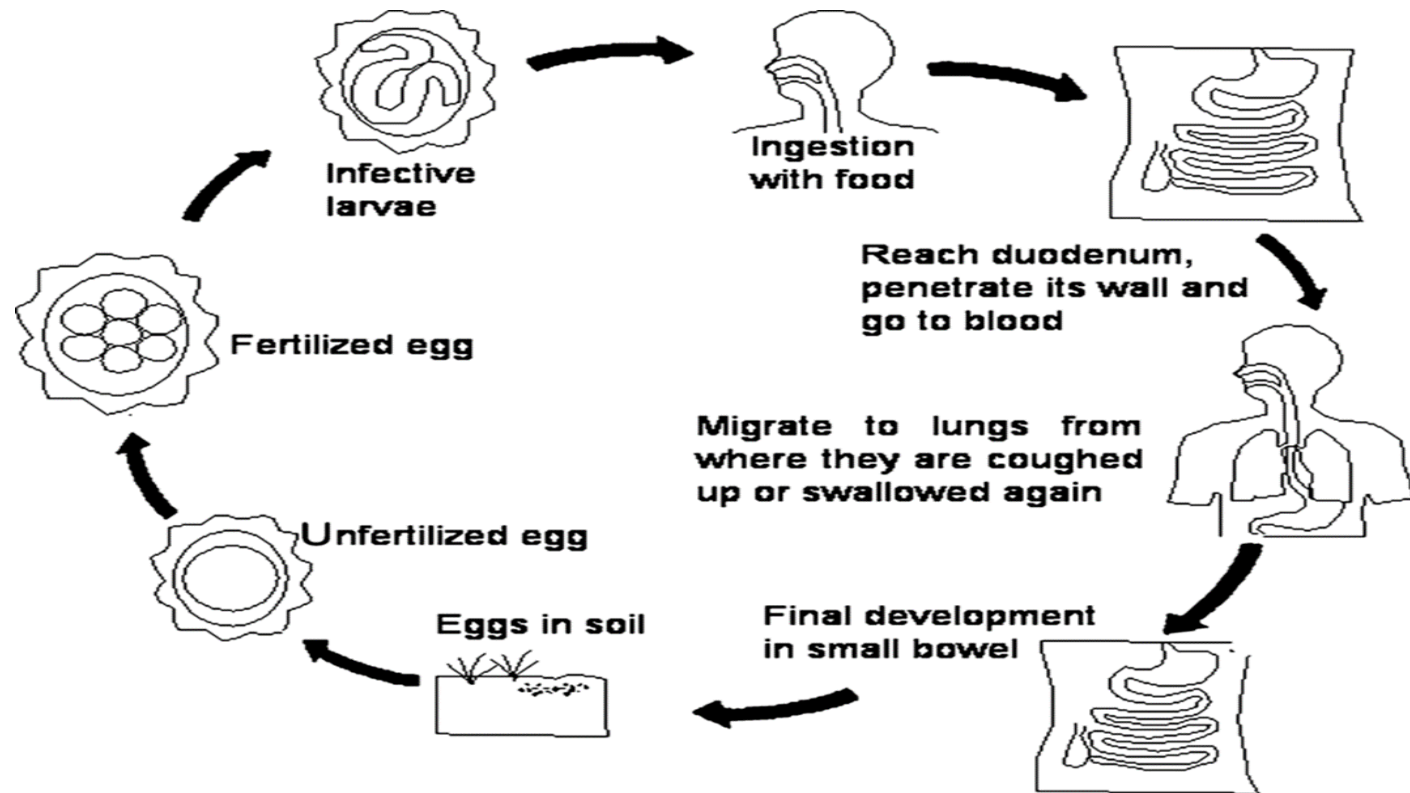 Infective
larvae
Ingestion
with food
Reach duodenum,
penetrate its wall and
go to blood
Migrate to lungs from
where they are coughed
up or swallowed again
Final development
in small bowel
Eggs in soil
Unfertilized egg
Fertilized egg